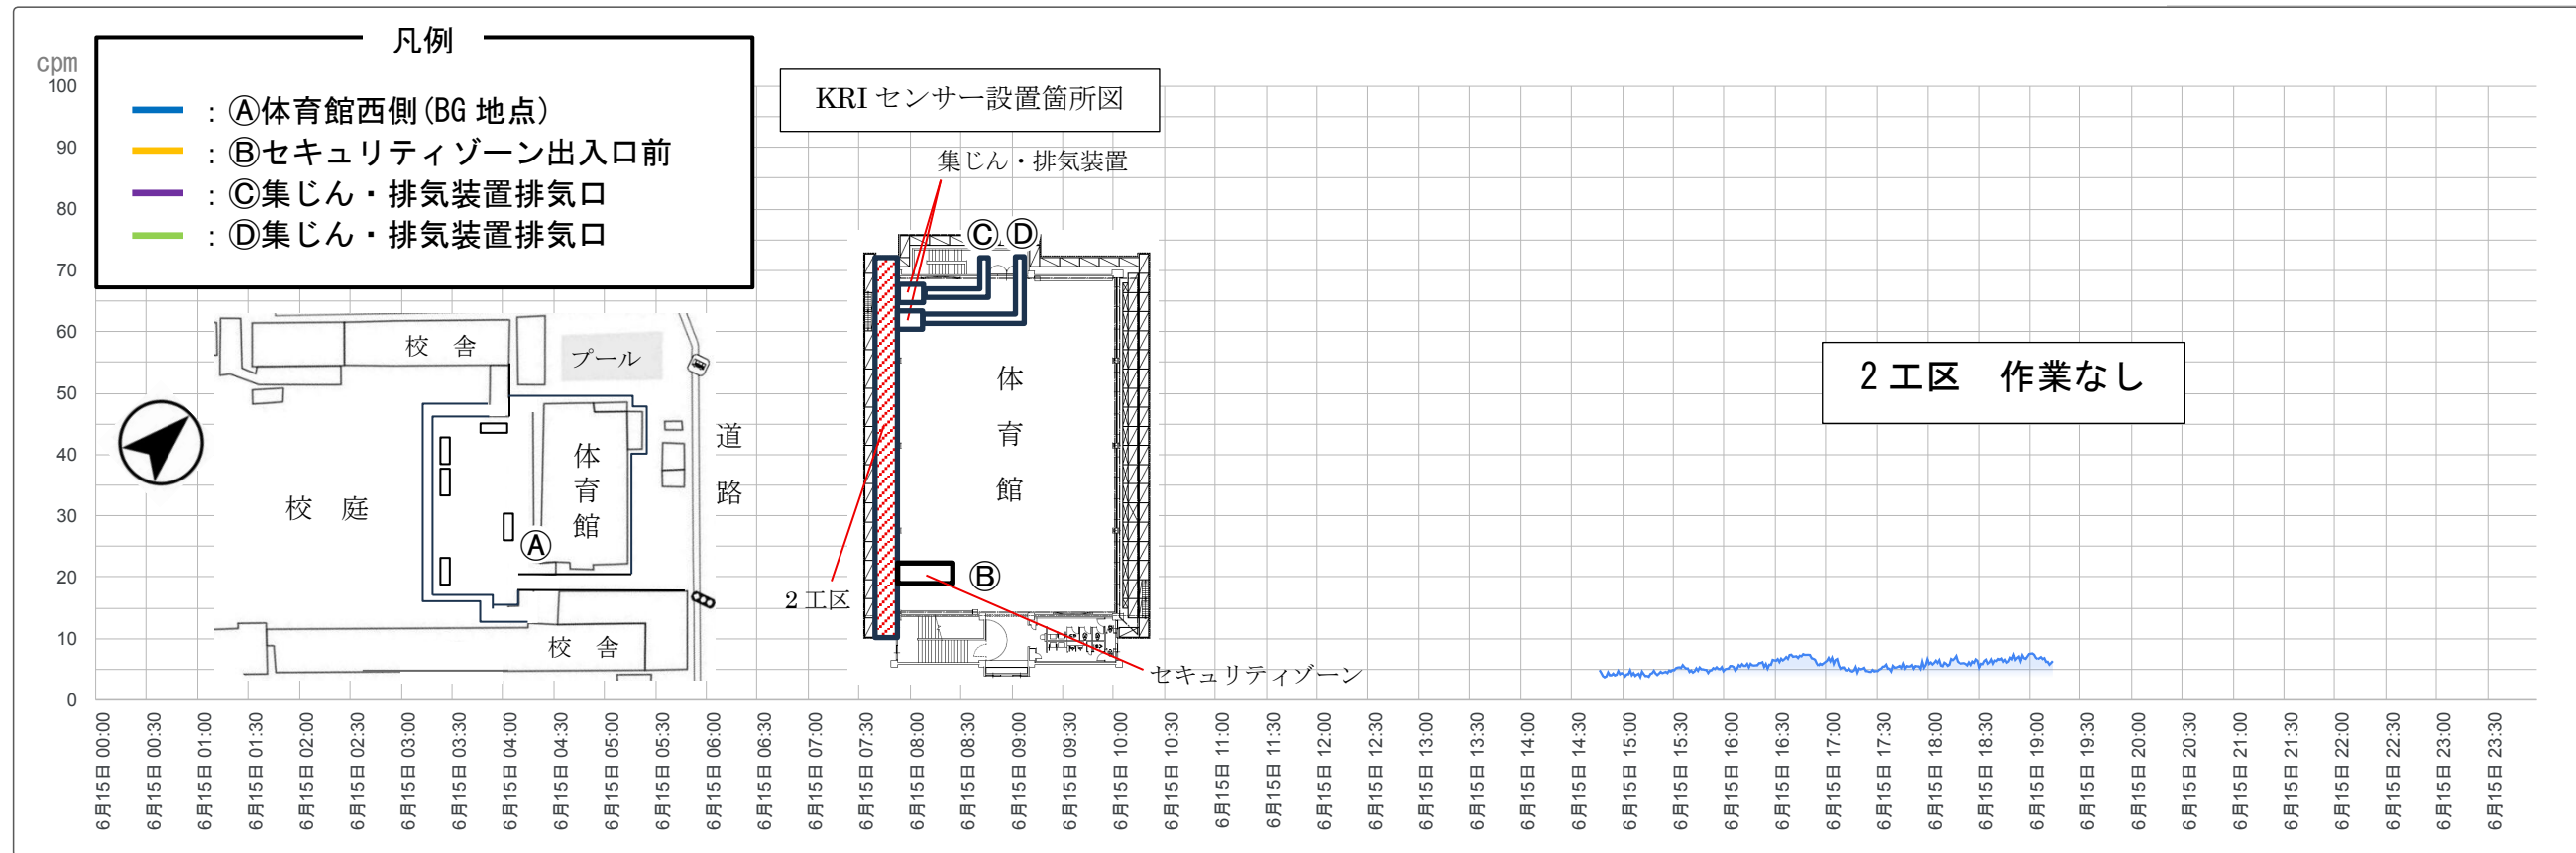 凡例
：Ⓐ体育館西側(BG 地点)
：Ⓑセキュリティゾーン出入口前
：Ⓒ集じん・排気装置排気口
：Ⓓ集じん・排気装置排気口
cpm
100
90
80
70
60
50
40
30
20
10
0
KRI センサー設置箇所図
集じん・排気装置
Ⓒ Ⓓ
体育館
Ⓑ
2 工区
セキュリティゾーン
校 舎
プール
体育館
道路
校 庭
Ⓐ
校 舎
2 工区 作業なし
6月15日 00:00
6月15日 00:30
6月15日 01:00
6月15日 01:30
6月15日 02:00
6月15日 02:30
6月15日 03:00
6月15日 03:30
6月15日 04:00
6月15日 04:30
6月15日 05:00
6月15日 05:30
6月15日 06:00
6月15日 06:30
6月15日 07:00
6月15日 07:30
6月15日 08:00
6月15日 08:30
6月15日 09:00
6月15日 09:30
6月15日 10:00
6月15日 10:30
6月15日 11:00
6月15日 11:30
6月15日 12:00
6月15日 12:30
6月15日 13:00
6月15日 13:30
6月15日 14:00
6月15日 14:30
6月15日 15:00
6月15日 15:30
6月15日 16:00
6月15日 16:30
6月15日 17:00
6月15日 17:30
6月15日 18:00
6月15日 18:30
6月15日 19:00
6月15日 19:30
6月15日 20:00
6月15日 20:30
6月15日 21:00
6月15日 21:30
6月15日 22:00
6月15日 22:30
6月15日 23:00
6月15日 23:30